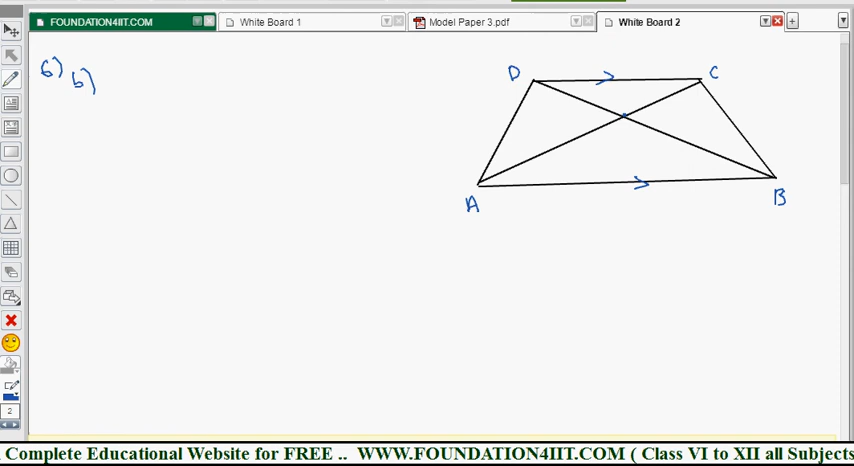 FOUNDATION4IIT.COM
White Board 1
Model Paper 3.pdf
White Board 2
6) b)
D
C
A
B
2
Complete Educational Website for FREE .. WWW.FOUNDATION4IIT.COM ( Class VI to XII all Subjects